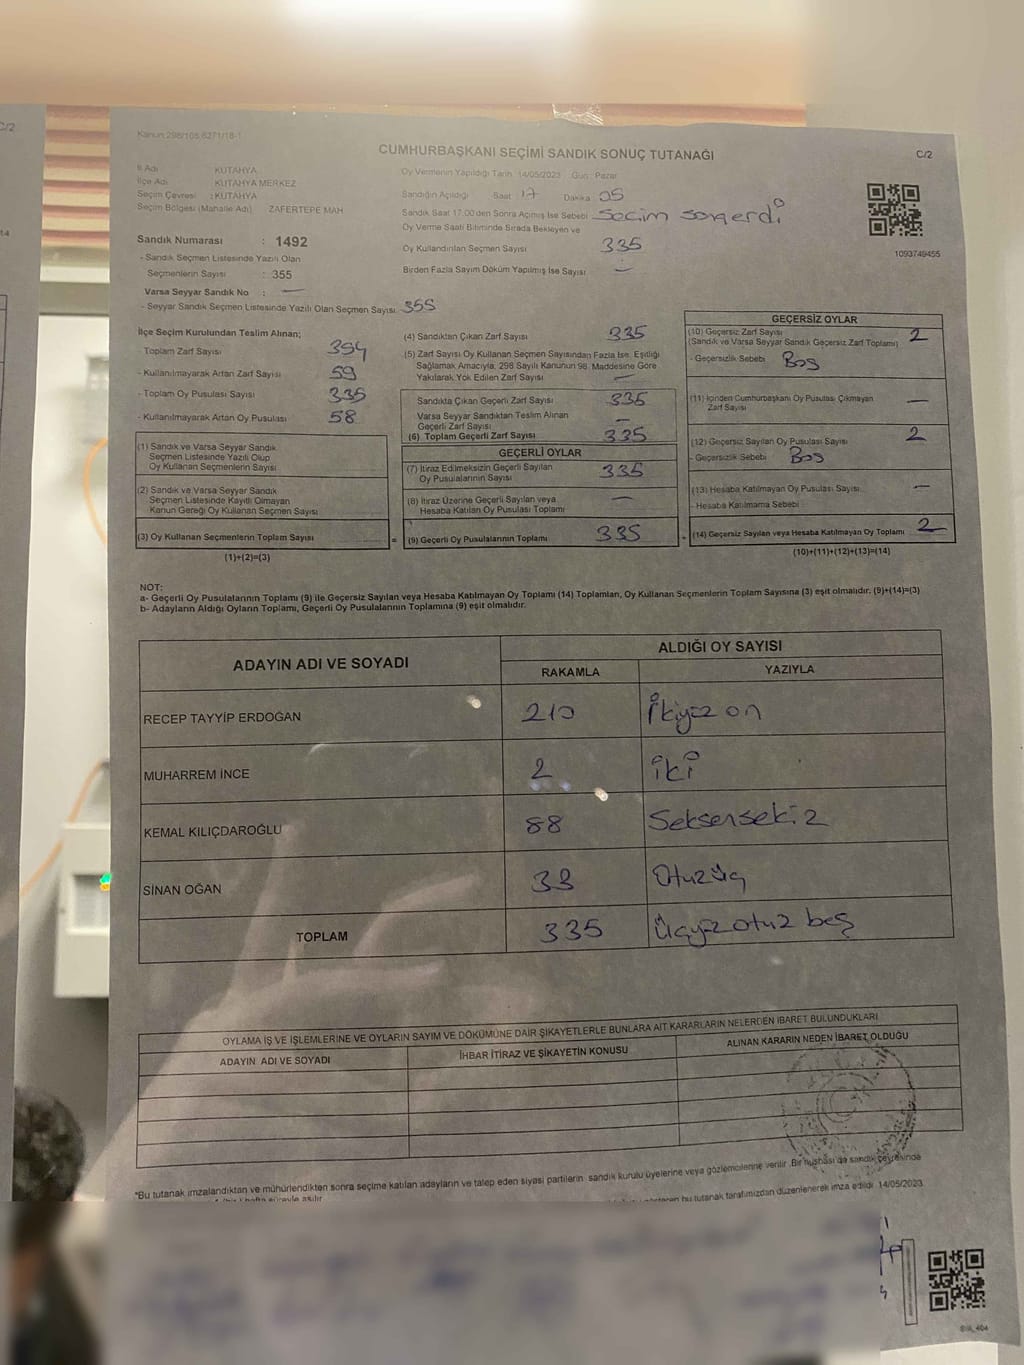 C/2
14
Kanun:298/105,6271/18-1
CUMHURBAŞKANI SEÇİMİ SANDIK SONUÇ TUTANAĞI
C/2
İl Adı KUTAHYA
İlçe Adı KUTAHYA MERKEZ
Seçim Çevresi : KUTAHYA
Seçim Bölgesi (Mahalle Adı) ZAFERTEPE MAH
Oy Vermenin Yapıldığı Tarih 14/05/2023 Gün: Pazar
Sandığın Açıldığı Saat 17 Dakika 05
Sandık Saat 17.00'den Sonra Açılmış İse Sebebi Seçim sona erdi
Oy Verme Saati Bitiminde Sırada Bekleyen ve
Oy Kullandırılan Seçmen Sayısı 335
Birden Fazla Sayım Döküm Yapılmış İse Sayısı –
1093749455
Sandık Numarası : 1492
- Sandık Seçmen Listesinde Yazılı Olan
Seçmenlerin Sayısı : 355
Varsa Seyyar Sandık No : –
- Seyyar Sandık Seçmen Listesinde Yazılı Olan Seçmen Sayısı 355
İlçe Seçim Kurulundan Teslim Alınan;
- Toplam Zarf Sayısı 394
- Kullanılmayarak Artan Zarf Sayısı 59
- Toplam Oy Pusulası Sayısı 335
- Kullanılmayarak Artan Oy Pusulası 58
(1) Sandık ve Varsa Seyyar Sandık
Seçmen Listesinde Yazılı Olup
Oy Kullanan Seçmenlerin Sayısı
(2) Sandık ve Varsa Seyyar Sandık
Seçmen Listesinde Kayıtlı Olmayan
Kanun Gereği Oy Kullanan Seçmen Sayısı
(3) Oy Kullanan Seçmenlerin Toplam Sayısı =
(1)+(2)=(3)
(4) Sandıktan Çıkan Zarf Sayısı 335
(5) Zarf Sayısı Oy Kullanan Seçmen Sayısından Fazla İse, Eşitliği
Sağlamak Amacıyla, 298 Sayılı Kanunun 98. Maddesine Göre
Yakılarak Yok Edilen Zarf Sayısı –
Sandıkta Çıkan Geçerli Zarf Sayısı 335
Varsa Seyyar Sandıktan Teslim Alınan
Geçerli Zarf Sayısı –
(6) Toplam Geçerli Zarf Sayısı 335
GEÇERLİ OYLAR
(7) İtiraz Edilmeksizin Geçerli Sayılan
Oy Pusulalarının Sayısı 335
(8) İtiraz Üzerine Geçerli Sayılan veya
Hesaba Katılan Oy Pusulası Toplamı –
(9) Geçerli Oy Pusulalarının Toplamı 335
GEÇERSİZ OYLAR
(10) Geçersiz Zarf Sayısı 2
(Sandık ve Varsa Seyyar Sandık Geçersiz Zarf Toplamı)
- Geçersizlik Sebebi Boş
(11) İçinden Cumhurbaşkanı Oy Pusulası Çıkmayan
Zarf Sayısı –
(12) Geçersiz Sayılan Oy Pusulası Sayısı 2
- Geçersizlik Sebebi Boş
(13) Hesaba Katılmayan Oy Pusulası Sayısı –
- Hesaba Katılmama Sebebi
(14) Geçersiz Sayılan veya Hesaba Katılmayan Oy Toplamı 2
(10)+(11)+(12)+(13)=(14)
NOT:
a- Geçerli Oy Pusulalarının Toplamı (9) ile Geçersiz Sayılan veya Hesaba Katılmayan Oy Toplamı (14) Toplamları, Oy Kullanan Seçmenlerin Toplam Sayısına (3) eşit olmalıdır. (9)+(14)=(3)
b- Adayların Aldığı Oyların Toplamı, Geçerli Oy Pusulalarının Toplamına (9) eşit olmalıdır.
ADAYIN ADI VE SOYADI
ALDIĞI OY SAYISI
RAKAMLA YAZIYLA
RECEP TAYYİP ERDOĞAN 210 İkiyüz on
MUHARREM İNCE 2 İki
KEMAL KILIÇDAROĞLU 88 Seksensekiz
SİNAN OĞAN 33 Otuzüç
TOPLAM 335 Üçyüz otuz beş
OYLAMA İŞ VE İŞLEMLERİNE VE OYLARIN SAYIM VE DÖKÜMÜNE DAİR ŞİKAYETLERLE BUNLARA AİT KARARLARIN NELERDEN İBARET BULUNDUKLARI
ADAYIN ADI VE SOYADI İHBAR İTİRAZ VE ŞİKAYETİN KONUSU ALINAN KARARIN NEDEN İBARET OLDUĞU
*Bu tutanak imzalandıktan ve mühürlendikten sonra seçime katılan adayların ve talep eden siyasi partilerin sandık kurulu üyelerine veya gözlemcilerine verilir. Bir nüshası da sandık çevresinde
bu tutanak tarafımızdan düzenlenerek imza edildi. 14/05/2023